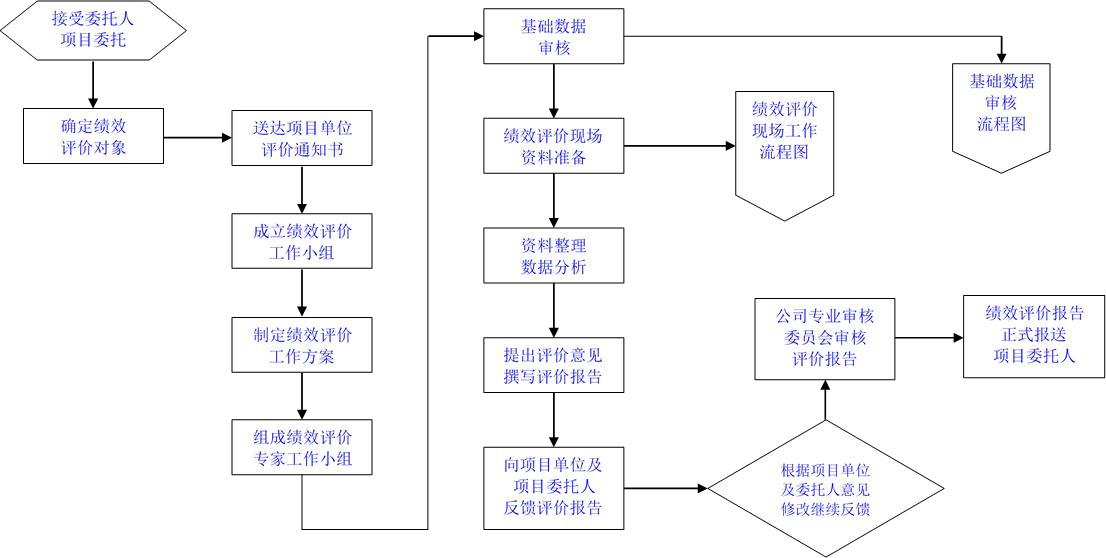 接受委托人
项目委托
确定绩效
评价对象
送达项目单位
评价通知书
成立绩效评价
工作小组
制定绩效评价
工作方案
组成绩效评价
专家工作小组
基础数据
审核
基础数据
审核
流程图
绩效评价现场
资料准备
绩效评价
现场工作
流程图
资料整理
数据分析
提出评价意见
撰写评价报告
向项目单位及
项目委托人
反馈评价报告
根据项目单位
及委托人意见
修改继续反馈
公司专业审核
委员会审核
评价报告
绩效评价报告
正式报送
项目委托人